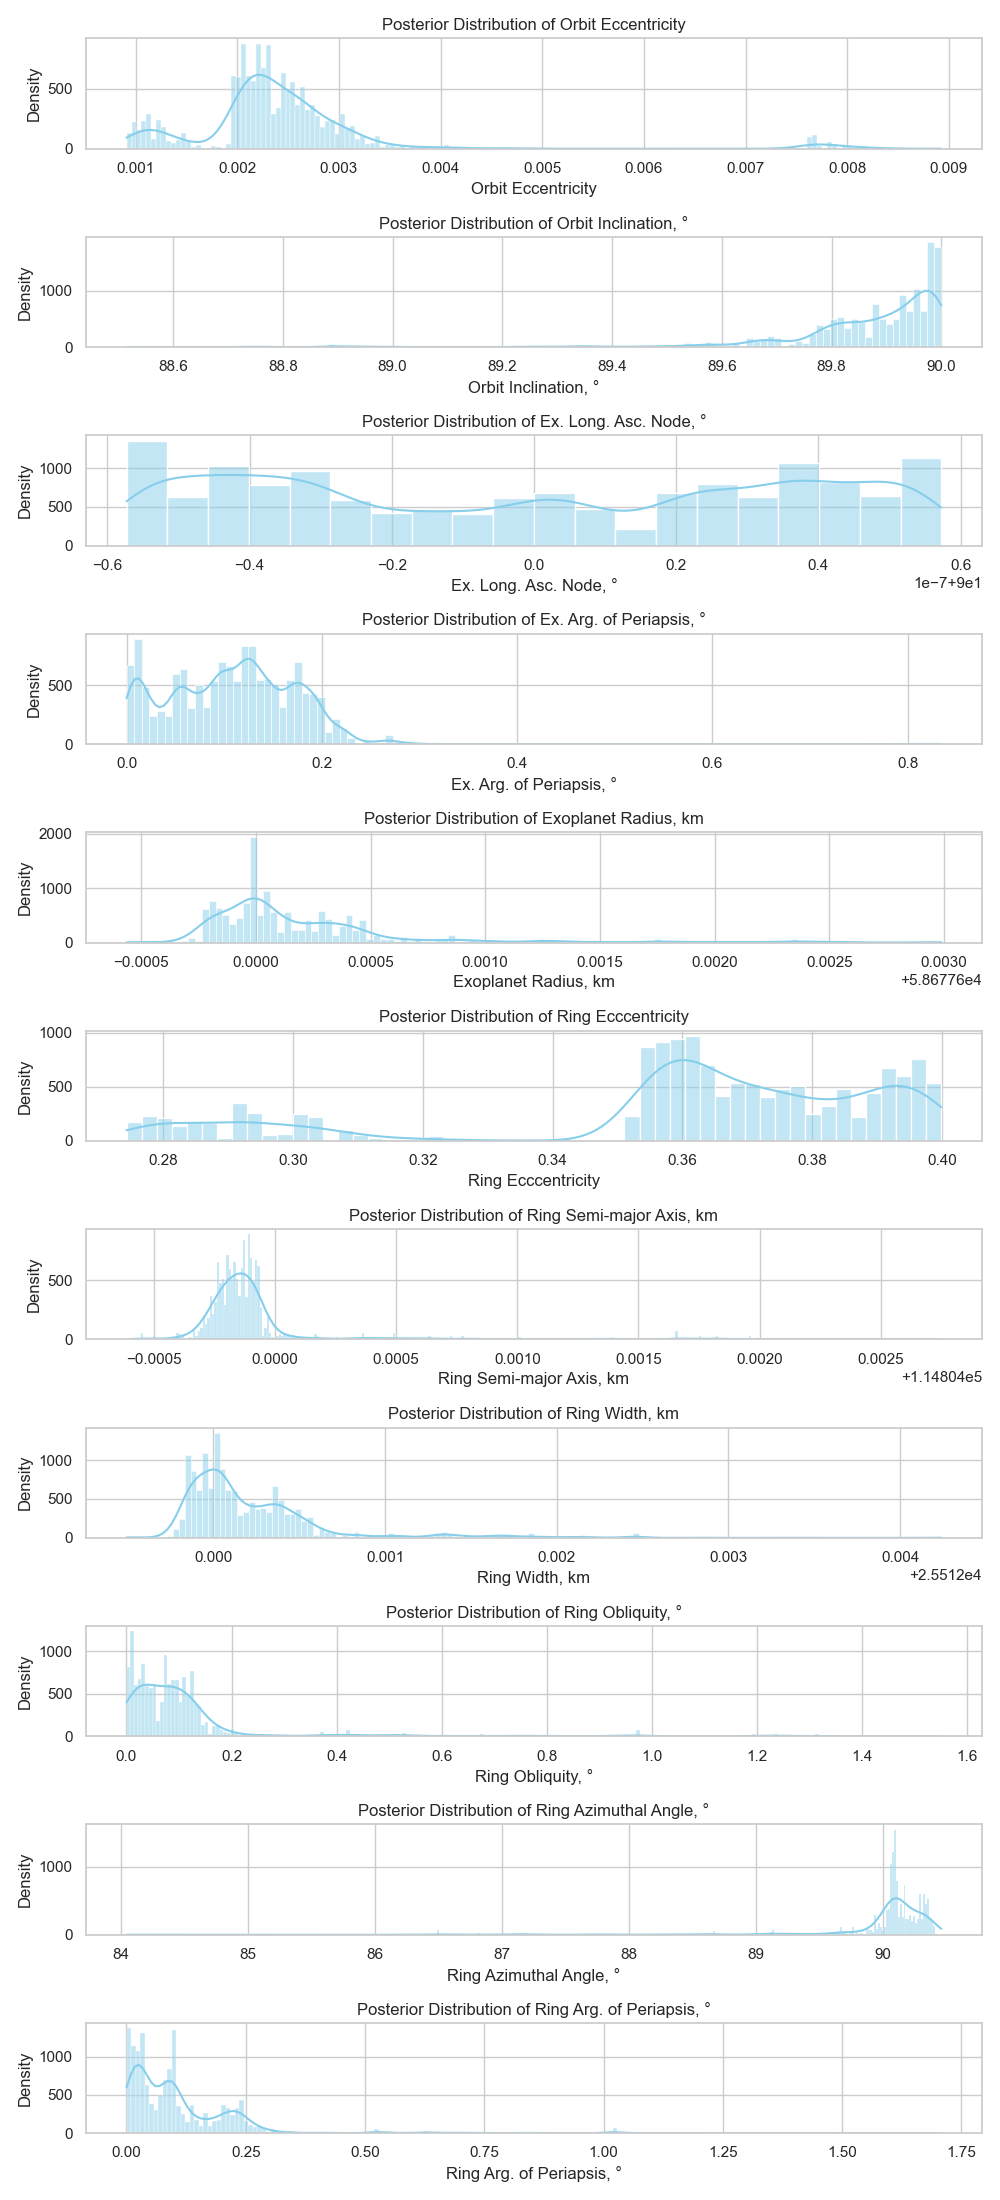 Posterior Distribution of Orbit Eccentricity
Density
500
0
0.001 0.002 0.003 0.004 0.005 0.006 0.007 0.008 0.009
Orbit Eccentricity
Posterior Distribution of Orbit Inclination, °
Density
1000
0
88.6 88.8 89.0 89.2 89.4 89.6 89.8 90.0
Orbit Inclination, °
Posterior Distribution of Ex. Long. Asc. Node, °
Density
1000
500
0
−0.6 −0.4 −0.2 0.0 0.2 0.4 0.6
Ex. Long. Asc. Node, °
1e−7+9e1
Posterior Distribution of Ex. Arg. of Periapsis, °
Density
500
0
0.0 0.2 0.4 0.6 0.8
Ex. Arg. of Periapsis, °
Posterior Distribution of Exoplanet Radius, km
Density
2000
1000
0
−0.0005 0.0000 0.0005 0.0010 0.0015 0.0020 0.0025 0.0030
Exoplanet Radius, km
+5.86776e4
Posterior Distribution of Ring Ecccentricity
Density
1000
500
0
0.28 0.30 0.32 0.34 0.36 0.38 0.40
Ring Ecccentricity
Posterior Distribution of Ring Semi-major Axis, km
Density
500
0
−0.0005 0.0000 0.0005 0.0010 0.0015 0.0020 0.0025
Ring Semi-major Axis, km
+1.14804e5
Posterior Distribution of Ring Width, km
Density
1000
500
0
0.000 0.001 0.002 0.003 0.004
Ring Width, km
+2.5512e4
Posterior Distribution of Ring Obliquity, °
Density
1000
500
0
0.0 0.2 0.4 0.6 0.8 1.0 1.2 1.4 1.6
Ring Obliquity, °
Posterior Distribution of Ring Azimuthal Angle, °
Density
1000
0
84 85 86 87 88 89 90
Ring Azimuthal Angle, °
Posterior Distribution of Ring Arg. of Periapsis, °
Density
1000
500
0
0.00 0.25 0.50 0.75 1.00 1.25 1.50 1.75
Ring Arg. of Periapsis, °